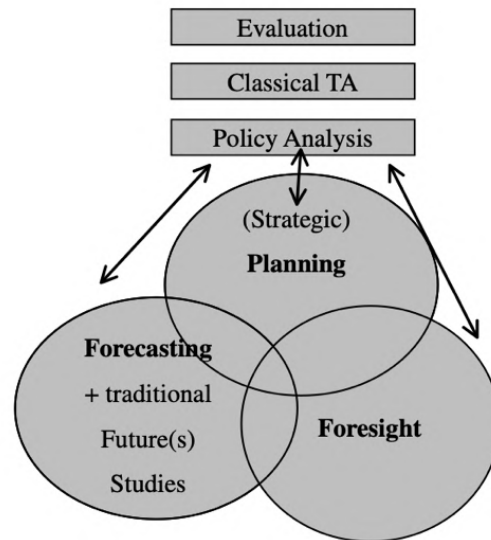 Evaluation
Classical TA
Policy Analysis
(Strategic)
Planning
Forecasting
+ traditional
Future(s)
Studies
Foresight